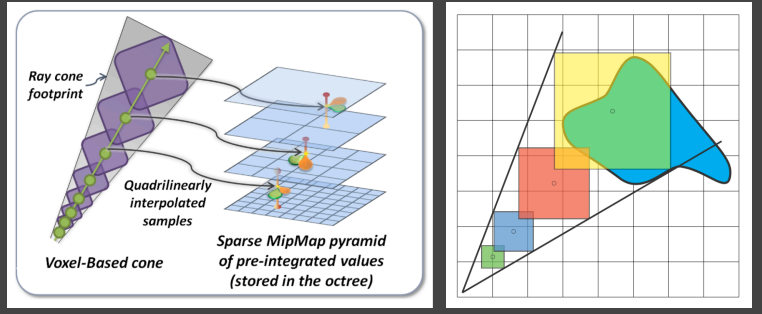 Ray cone
footprint
Quadrilinearly
interpolated
samples
Voxel-Based cone
Sparse MipMap pyramid
of pre-integrated values
(stored in the octree)